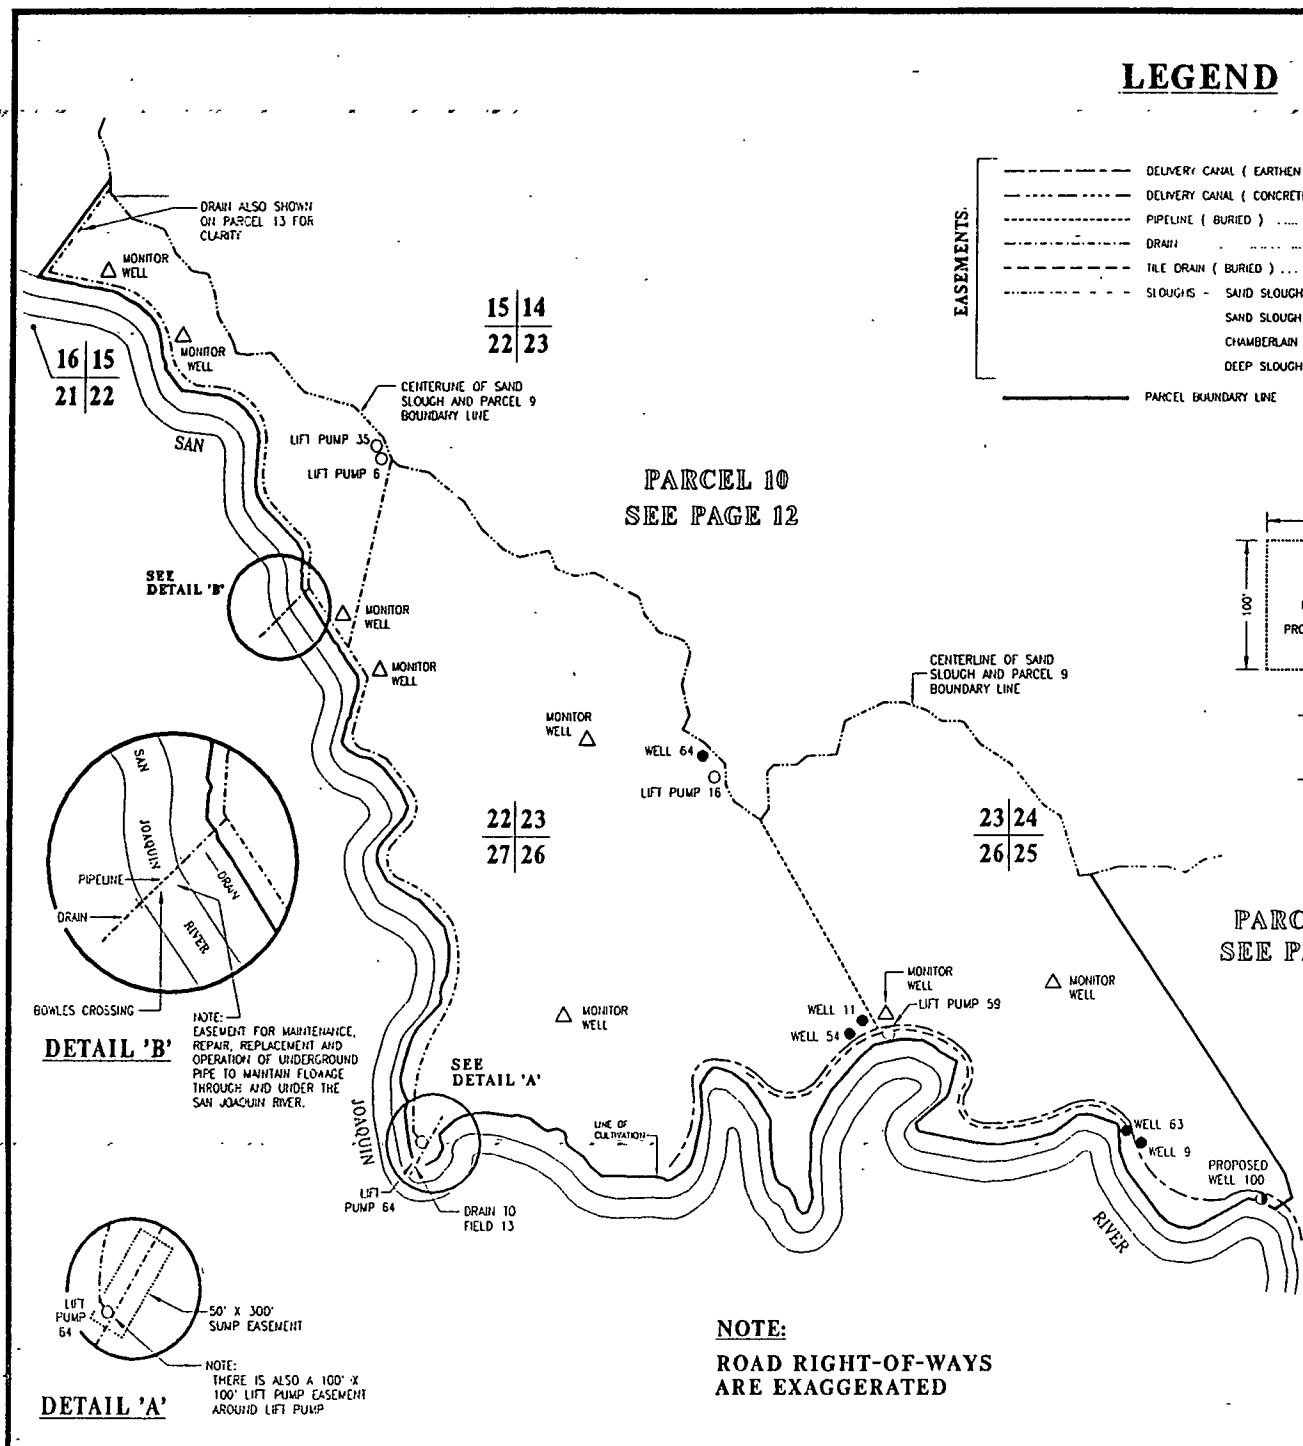 LEGEND
EASEMENTS.
DELIVERY CANAL ( EARTHEN
DELIVERY CANAL ( CONCRETE
PIPELINE ( BURIED ) .....
DRAIN
TILE DRAIN ( BURIED ) ...
SLOUGHS - SAND SLOUGH
SAND SLOUGH
CHAMBERLAIN
DEEP SLOUGH
PARCEL BOUNDARY LINE
DRAIN ALSO SHOWN
ON PARCEL 13 FOR
CLARITY
MONITOR
WELL
MONITOR
WELL
15 14
22 23
16 15
21 22
CENTERLINE OF SAND
SLOUGH AND PARCEL 9
BOUNDARY LINE
SAN
LIFT PUMP 35
LIFT PUMP 6
PARCEL 10
SEE PAGE 12
100'
SEE
DETAIL 'B'
MONITOR
WELL
MONITOR
WELL
CENTERLINE OF SAND
SLOUGH AND PARCEL 9
BOUNDARY LINE
MONITOR
WELL
WELL 64
LIFT PUMP 16
22 23
27 26
23 24
26 25
SAN
JOAQUIN
RIVER
PIPELINE
DRAIN
DRAIN
BOWLES CROSSING
DETAIL 'B'
NOTE:
EASEMENT FOR MAINTENANCE,
REPAIR, REPLACEMENT AND
OPERATION OF UNDERGROUND
PIPE TO MAINTAIN FLOWAGE
THROUGH AND UNDER THE
SAN JOAQUIN RIVER.
PARC
SEE PA
MONITOR
WELL
MONITOR
WELL
MONITOR
WELL
WELL 11
WELL 54
LIFT PUMP 59
SEE
DETAIL 'A'
JOAQUIN
LINE OF
CULTIVATION
LIFT
PUMP 64
DRAIN TO
FIELD 13
WELL 63
WELL 9
PROPOSED
WELL 100
RIVER
LIFT
PUMP
64
50' X 300'
SUMP EASEMENT
NOTE:
THERE IS ALSO A 100' X
100' LIFT PUMP EASEMENT
AROUND LIFT PUMP
DETAIL 'A'
NOTE:
ROAD RIGHT-OF-WAYS
ARE EXAGGERATED